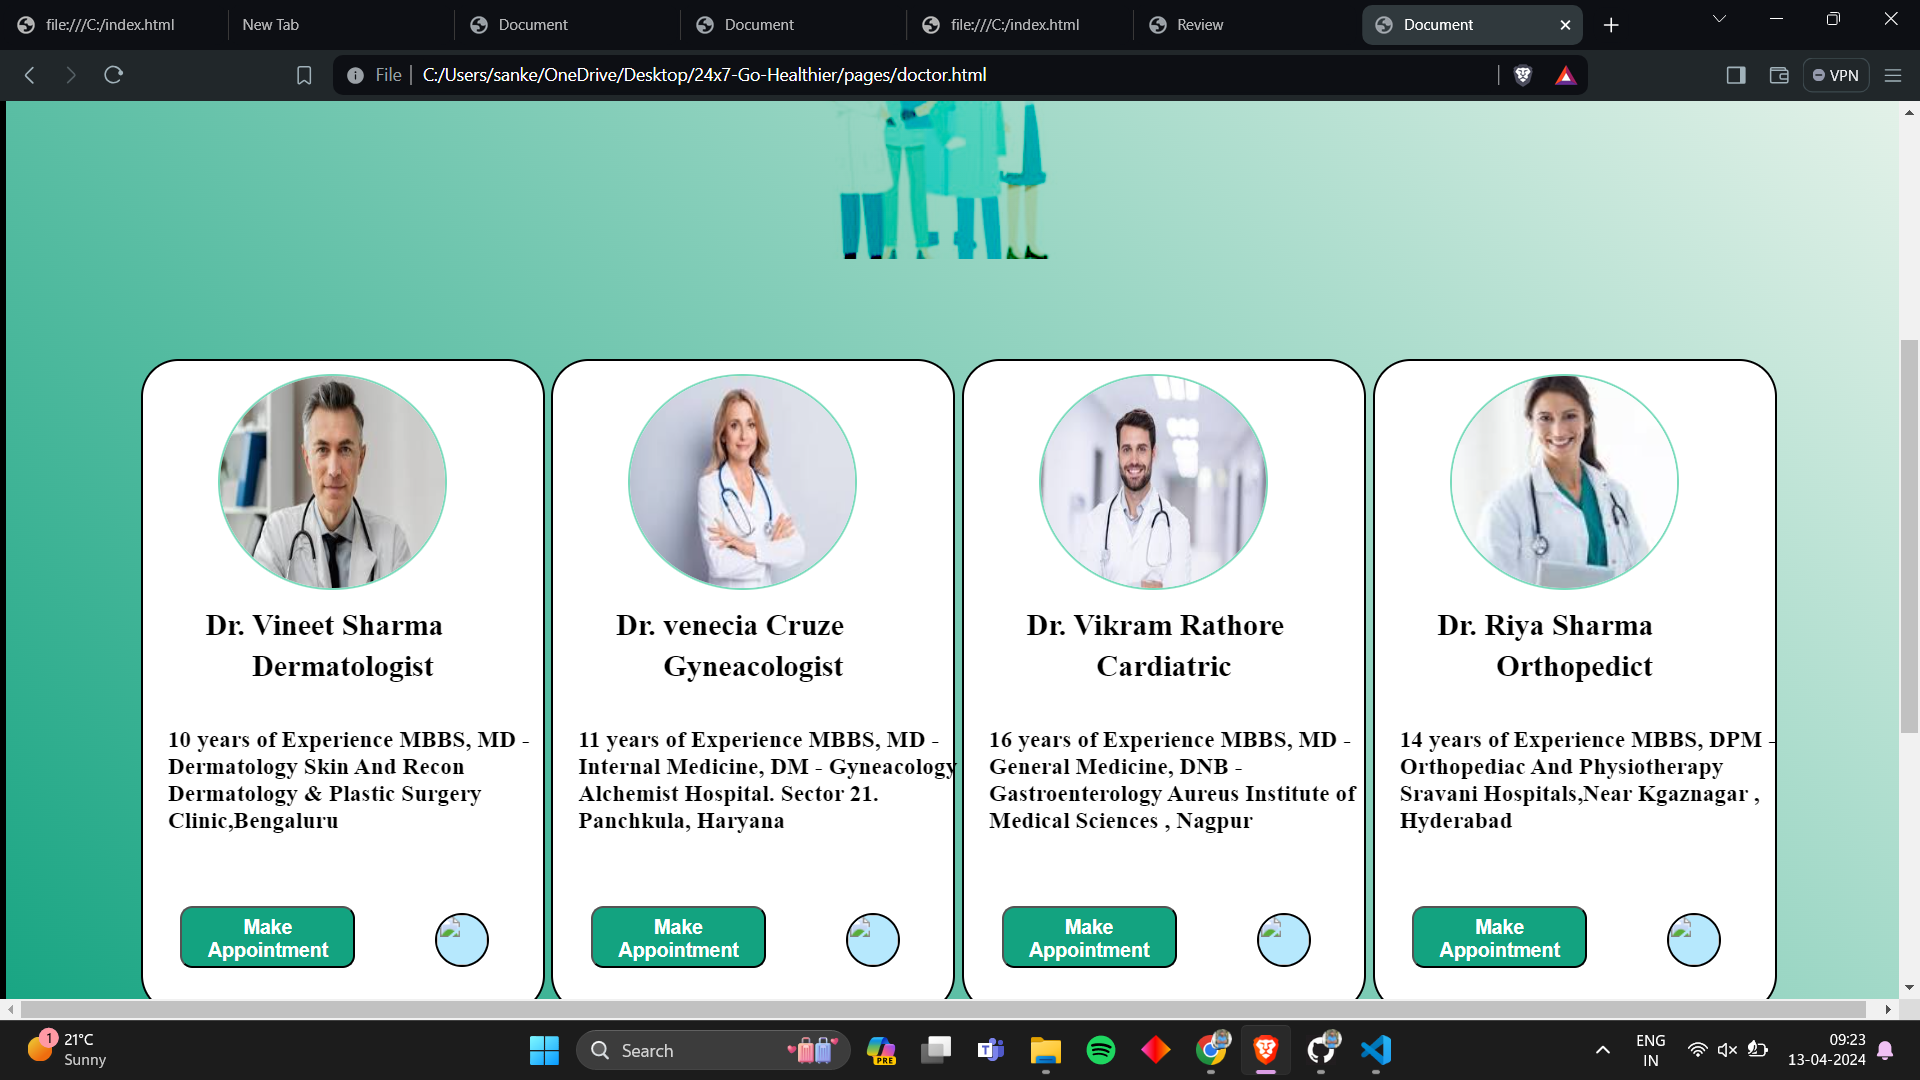 file:///C:/index.html
New Tab
Document
Document
file:///C:/index.html
Review
Document
File
C:/Users/sanke/OneDrive/Desktop/24x7-Go-Healthier/pages/doctor.html
VPN
Dr. Vineet Sharma
Dermatologist
10 years of Experience MBBS, MD -
Dermatology Skin And Recon
Dermatology & Plastic Surgery
Clinic,Bengaluru
Make
Appointment
Dr. venecia Cruze
Gyneacologist
11 years of Experience MBBS, MD -
Internal Medicine, DM - Gyneacology
Alchemist Hospital. Sector 21.
Panchkula, Haryana
Make
Appointment
Dr. Vikram Rathore
Cardiatric
16 years of Experience MBBS, MD -
General Medicine, DNB -
Gastroenterology Aureus Institute of
Medical Sciences , Nagpur
Make
Appointment
Dr. Riya Sharma
Orthopedict
14 years of Experience MBBS, DPM -
Orthopediac And Physiotherapy
Sravani Hospitals,Near Kgaznagar ,
Hyderabad
Make
Appointment
1
21°C
Sunny
Search
PRE
ENG
IN
09:23
13-04-2024